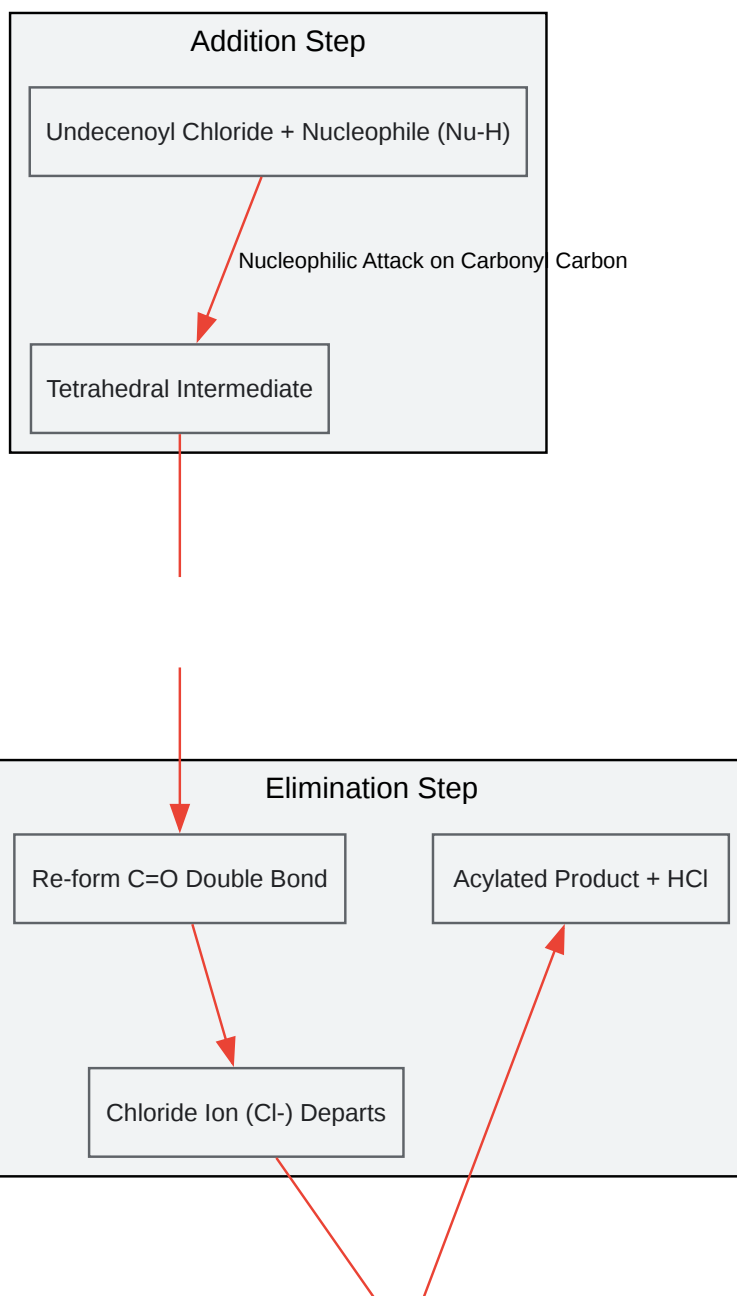 Addition Step
Undecenoyl Chloride + Nucleophile (Nu-H)
Nucleophilic Attack on Carbonyl Carbon
Tetrahedral Intermediate
Elimination Step
Re-form C=O Double Bond
Acylated Product + HCl
Chloride Ion (Cl-) Departs